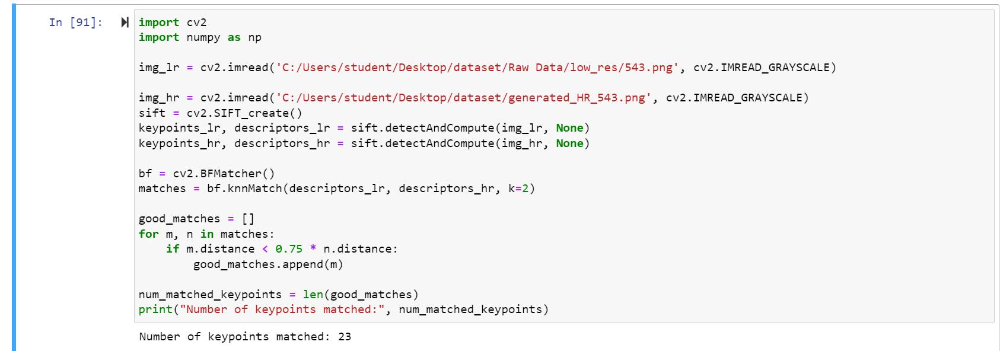 In [91]:
import cv2
import numpy as np
img_lr = cv2.imread('C:/Users/student/Desktop/dataset/Raw Data/low_res/543.png', cv2.IMREAD_GRAYSCALE)
img_hr = cv2.imread('C:/Users/student/Desktop/dataset/generated_HR_543.png', cv2.IMREAD_GRAYSCALE)
sift = cv2.SIFT_create()
keypoints_lr, descriptors_lr = sift.detectAndCompute(img_lr, None)
keypoints_hr, descriptors_hr = sift.detectAndCompute(img_hr, None)
bf = cv2.BFMatcher()
matches = bf.knnMatch(descriptors_lr, descriptors_hr, k=2)
good_matches = []
for m, n in matches:
    if m.distance < 0.75 * n.distance:
        good_matches.append(m)
num_matched_keypoints = len(good_matches)
print("Number of keypoints matched:", num_matched_keypoints)
Number of keypoints matched: 23